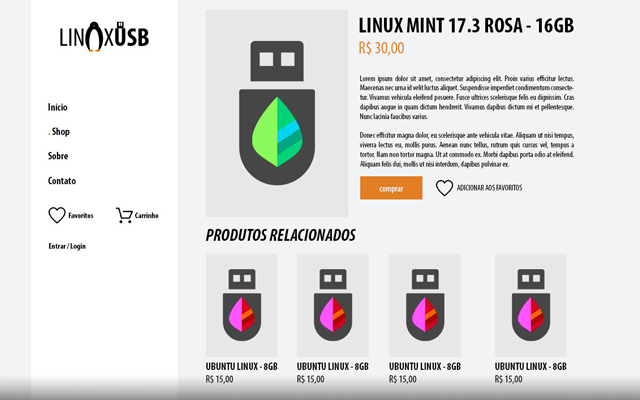 LINUXUSB
Início
. Shop
Sobre
Contato
Favoritos
Carrinho
Entrar / Login
LINUX MINT 17.3 ROSA - 16GB
R$ 30,00
Lorem ipsum dolor sit amet, consectetur adipiscing elit. Proin varius efficitur lectus.
Maecenas nec urna id velit luctus aliquet. Suspendisse imperdiet condimentum consecte-
tur. Vivamus vehicula eleifend posuere. Fusce ultrices scelerisque felis eu dignissim. Cras
dapibus augue in quam dictum hendrerit. Vivamus dapibus dictum mi et pellentesque.
Nunc lacinia faucibus varius.
Donec efficitur magna dolor, eu scelerisque ante vehicula vitae. Aliquam ut nisi tempus,
viverra lectus eu, mollis purus. Aenean nunc tellus, rutrum quis cursus vel, tempus a
tortor. Nam non tortor magna. Ut at commodo ex. Morbi dapibus porta odio at eleifend.
Aliquam felis dui, mollis ut nisi interdum, dapibus pulvinar ex.
comprar
ADICIONAR AOS FAVORITOS
PRODUTOS RELACIONADOS
UBUNTU LINUX - 8GB
R$ 15,00
UBUNTU LINUX - 8GB
R$ 15,00
UBUNTU LINUX - 8GB
R$ 15,00
UBUNTU LINUX - 8GB
R$ 15,00